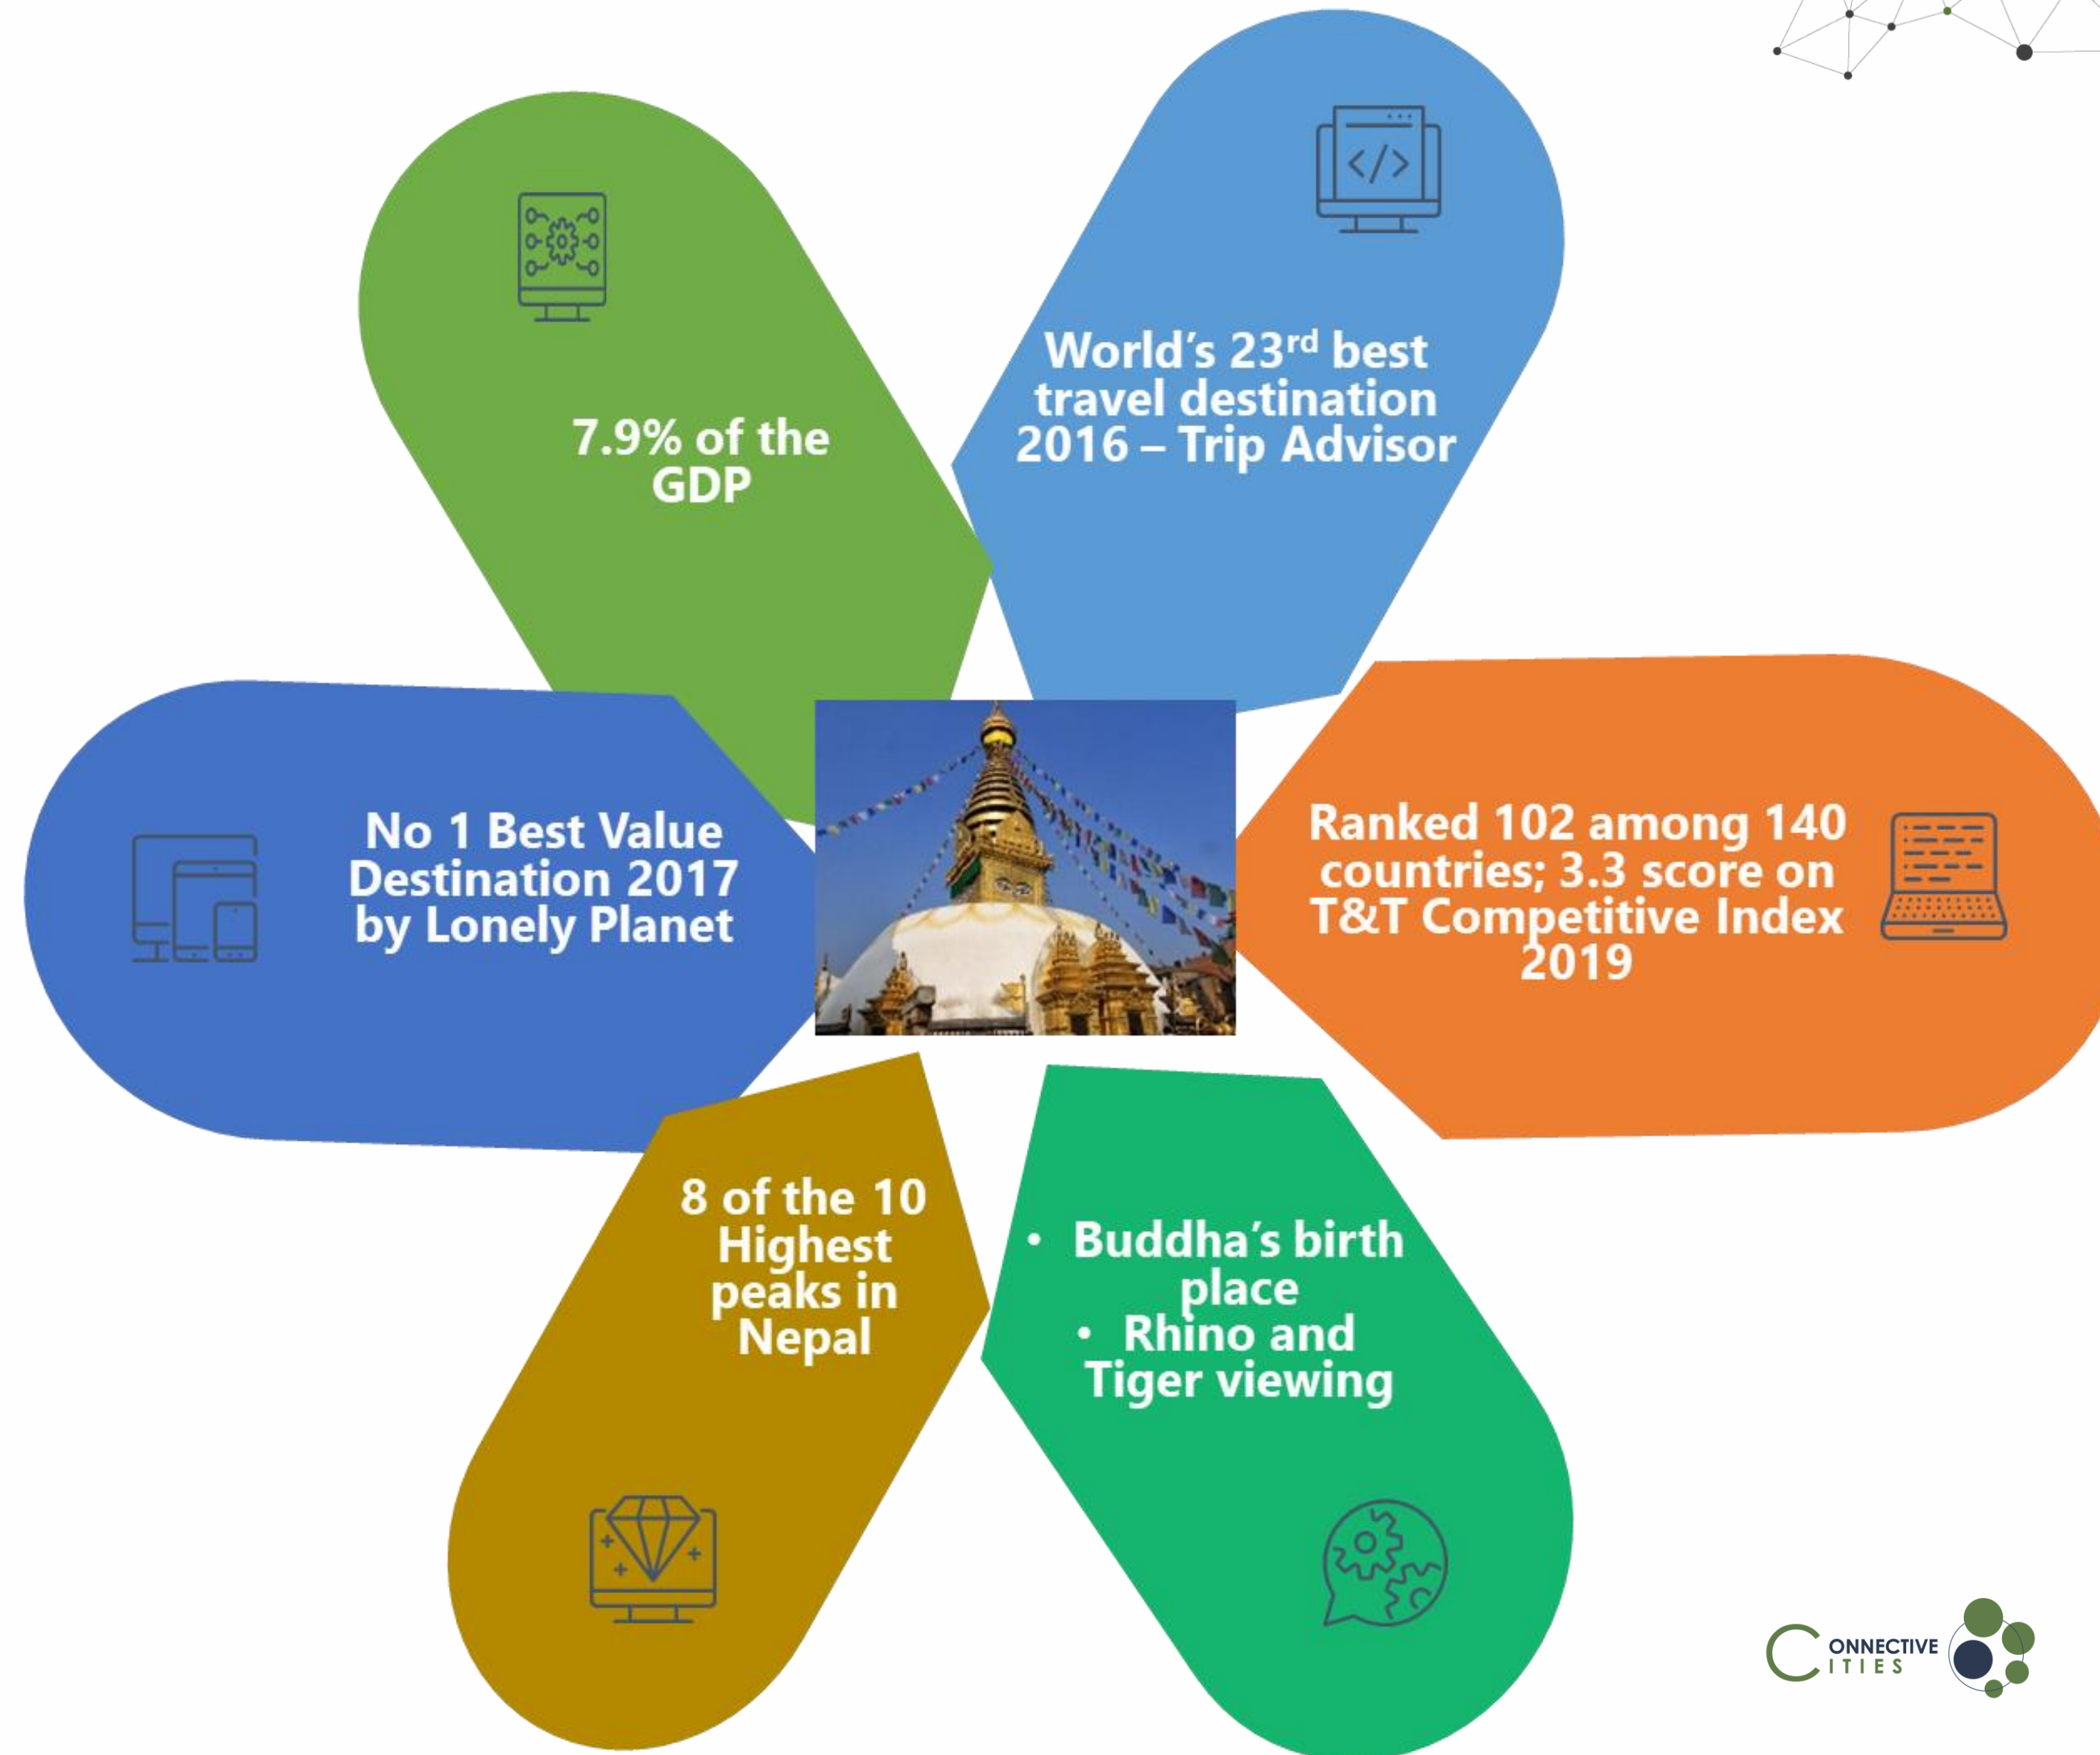 7.9% of the
GDP
World's 23rd best
travel destination
2016 – Trip Advisor
No 1 Best Value
Destination 2017
by Lonely Planet
Ranked 102 among 140
countries; 3.3 score on
T&T Competitive Index
2019
8 of the 10
Highest
peaks in
Nepal
• Buddha's birth
place
• Rhino and
Tiger viewing
</>
CONNECTIVE
CITIES